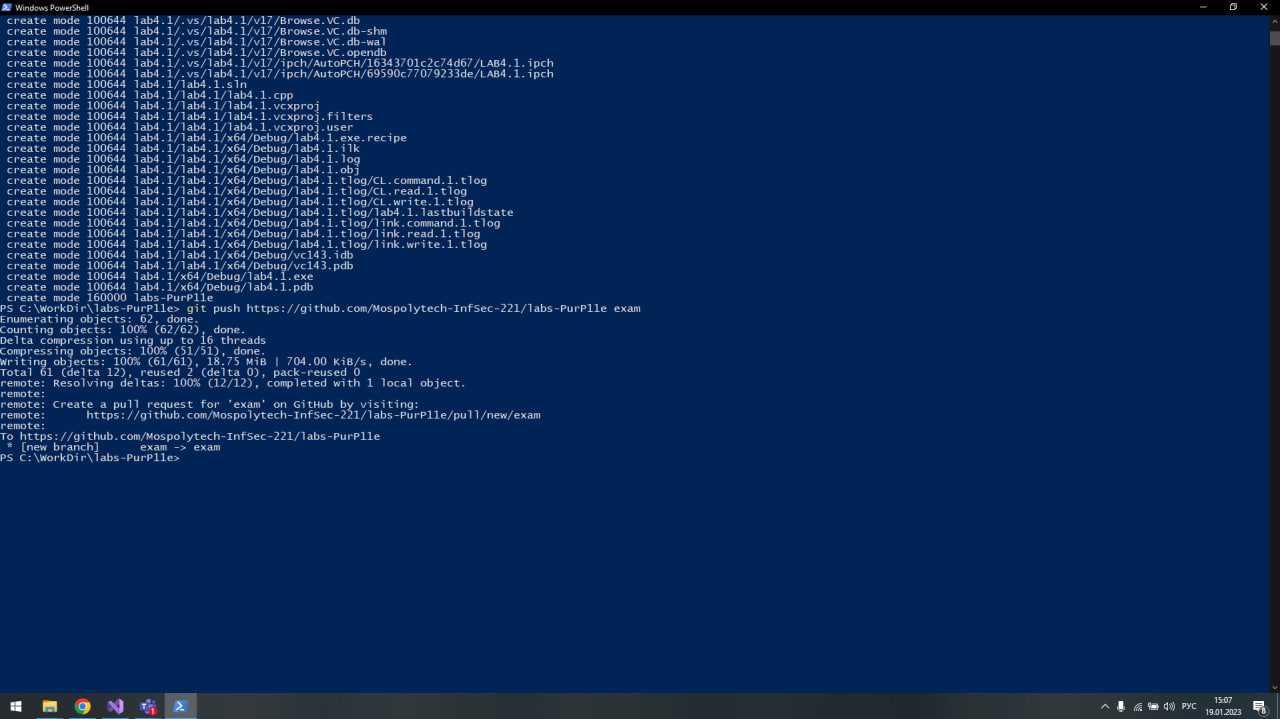 Windows PowerShell
create mode 100644 lab4.1/.vs/lab4.1/v17/Browse.VC.db
create mode 100644 lab4.1/.vs/lab4.1/v17/Browse.VC.db-shm
create mode 100644 lab4.1/.vs/lab4.1/v17/Browse.VC.db-wal
create mode 100644 lab4.1/.vs/lab4.1/v17/Browse.VC.opendb
create mode 100644 lab4.1/.vs/lab4.1/v17/ipch/AutoPCH/16343701c2c74d67/LAB4.1.ipch
create mode 100644 lab4.1/.vs/lab4.1/v17/ipch/AutoPCH/69590c77079233de/LAB4.1.ipch
create mode 100644 lab4.1/lab4.1.sln
create mode 100644 lab4.1/lab4.1/lab4.1.cpp
create mode 100644 lab4.1/lab4.1/lab4.1.vcxproj
create mode 100644 lab4.1/lab4.1/lab4.1.vcxproj.filters
create mode 100644 lab4.1/lab4.1/lab4.1.vcxproj.user
create mode 100644 lab4.1/lab4.1/x64/Debug/lab4.1.exe.recipe
create mode 100644 lab4.1/lab4.1/x64/Debug/lab4.1.ilk
create mode 100644 lab4.1/lab4.1/x64/Debug/lab4.1.log
create mode 100644 lab4.1/lab4.1/x64/Debug/lab4.1.obj
create mode 100644 lab4.1/lab4.1/x64/Debug/lab4.1.tlog/CL.command.1.tlog
create mode 100644 lab4.1/lab4.1/x64/Debug/lab4.1.tlog/CL.read.1.tlog
create mode 100644 lab4.1/lab4.1/x64/Debug/lab4.1.tlog/CL.write.1.tlog
create mode 100644 lab4.1/lab4.1/x64/Debug/lab4.1.tlog/lab4.1.lastbuildstate
create mode 100644 lab4.1/lab4.1/x64/Debug/lab4.1.tlog/link.command.1.tlog
create mode 100644 lab4.1/lab4.1/x64/Debug/lab4.1.tlog/link.read.1.tlog
create mode 100644 lab4.1/lab4.1/x64/Debug/lab4.1.tlog/link.write.1.tlog
create mode 100644 lab4.1/lab4.1/x64/Debug/vc143.idb
create mode 100644 lab4.1/lab4.1/x64/Debug/vc143.pdb
create mode 100644 lab4.1/x64/Debug/lab4.1.exe
create mode 100644 lab4.1/x64/Debug/lab4.1.pdb
create mode 160000 labs-PurP11e
PS C:\WorkDir\labs-PurP11e> git push https://github.com/Mospolytech-InfSec-221/labs-PurP11e exam
Enumerating objects: 62, done.
Counting objects: 100% (62/62), done.
Delta compression using up to 16 threads
Compressing objects: 100% (51/51), done.
Writing objects: 100% (61/61), 18.75 MiB | 704.00 KiB/s, done.
Total 61 (delta 12), reused 2 (delta 0), pack-reused 0
remote: Resolving deltas: 100% (12/12), completed with 1 local object.
remote:
remote: Create a pull request for 'exam' on GitHub by visiting:
remote:      https://github.com/Mospolytech-InfSec-221/labs-PurP11e/pull/new/exam
remote:
To https://github.com/Mospolytech-InfSec-221/labs-PurP11e
* [new branch]      exam -> exam
PS C:\WorkDir\labs-PurP11e>
1
РУС
15:07
19.01.2023
8